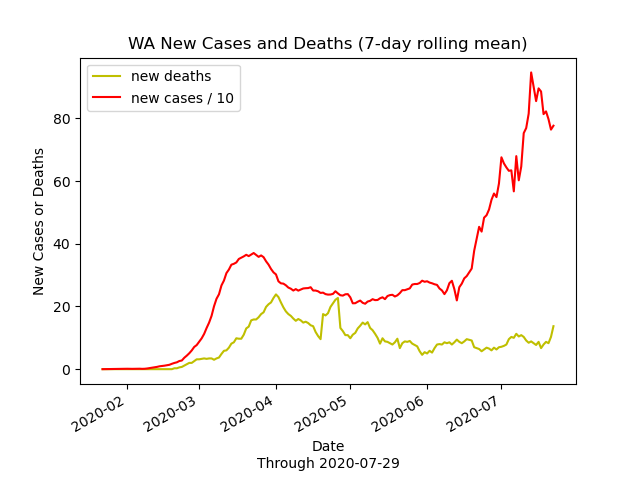 WA New Cases and Deaths (7-day rolling mean)
new deaths
new cases / 10
80
60
40
20
0
New Cases or Deaths
2020-02
2020-03
2020-04
2020-05
2020-06
2020-07
Date
Through 2020-07-29